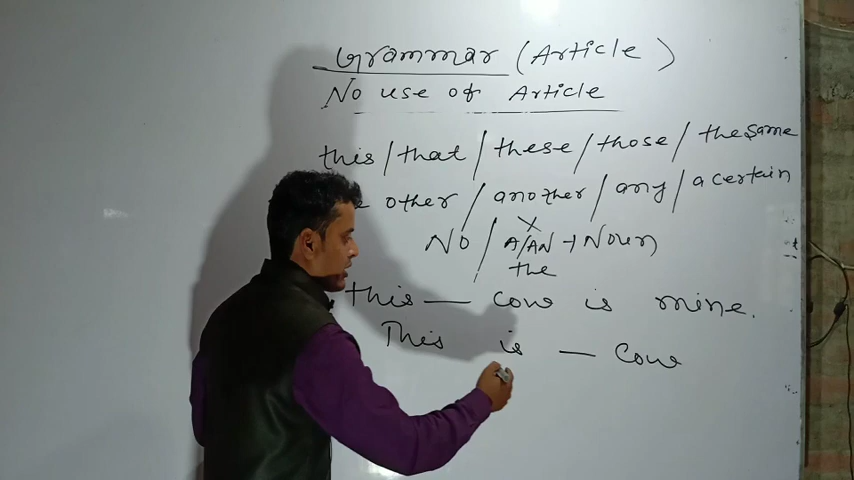 Grammar (Article)
No use of Article
this / that / these / those / the same
other / another / any / a certain
No / A/AN + Noun
the
this — cow is mine.
This is — Cow